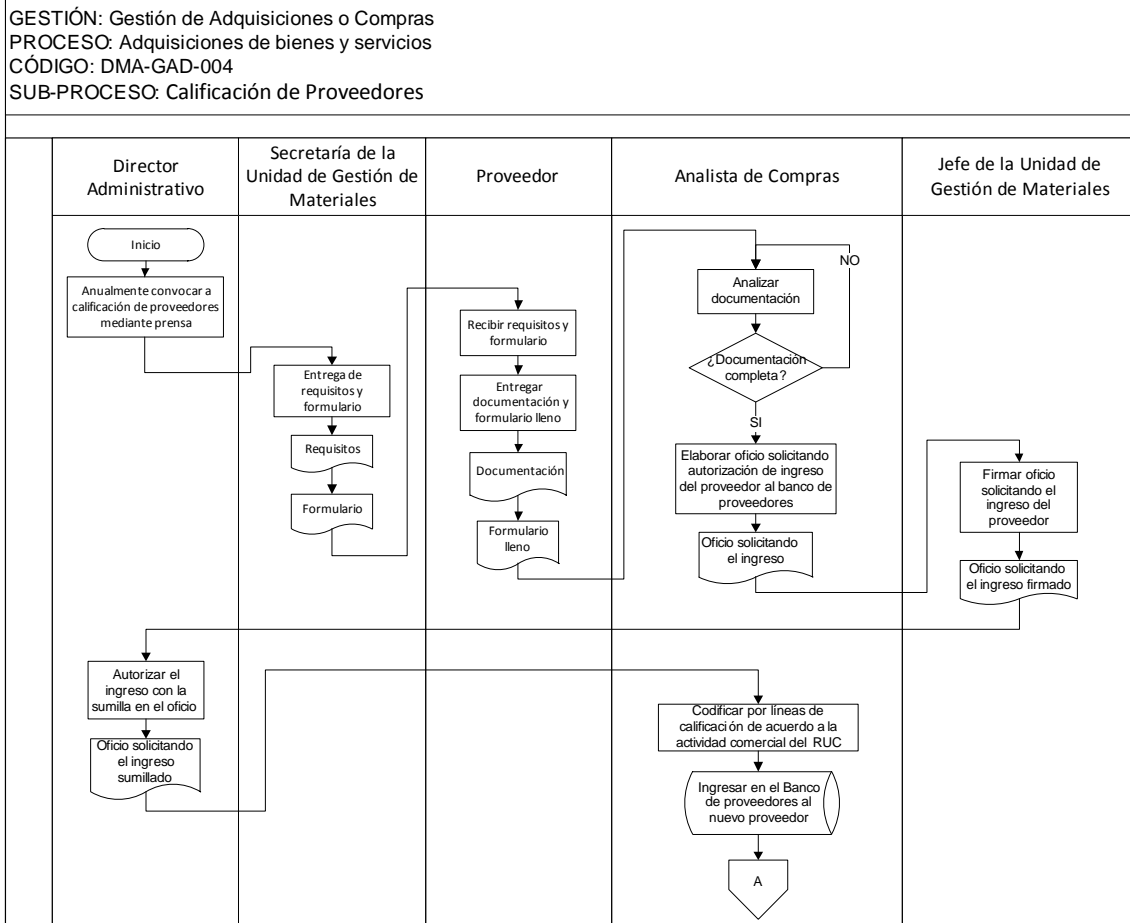 GESTIÓN: Gestión de Adquisiciones o Compras
PROCESO: Adquisiciones de bienes y servicios
CÓDIGO: DMA-GAD-004
SUB-PROCESO: Calificación de Proveedores
Director
Administrativo
Secretaría de la
Unidad de Gestión de
Materiales
Proveedor
Analista de Compras
Jefe de la Unidad de
Gestión de Materiales
Inicio
Anualmente convocar a
calificación de proveedores
mediante prensa
Entrega de
requisitos y
formulario
Requisitos
Formulario
Recibir requisitos y
formulario
Entregar
documentación y
formulario lleno
Documentación
Formulario
lleno
Analizar
documentación
NO
¿Documentación
completa?
SI
Elaborar oficio solicitando
autorización de ingreso
del proveedor al banco de
proveedores
Oficio solicitando
el ingreso
Firmar oficio
solicitando el
ingreso del
proveedor
Oficio solicitando
el ingreso firmado
Autorizar el
ingreso con la
sumilla en el oficio
Oficio solicitando
el ingreso
sumillado
Codificar por líneas de
calificación de acuerdo a la
actividad comercial del RUC
Ingresar en el Banco
de proveedores al
nuevo proveedor
A